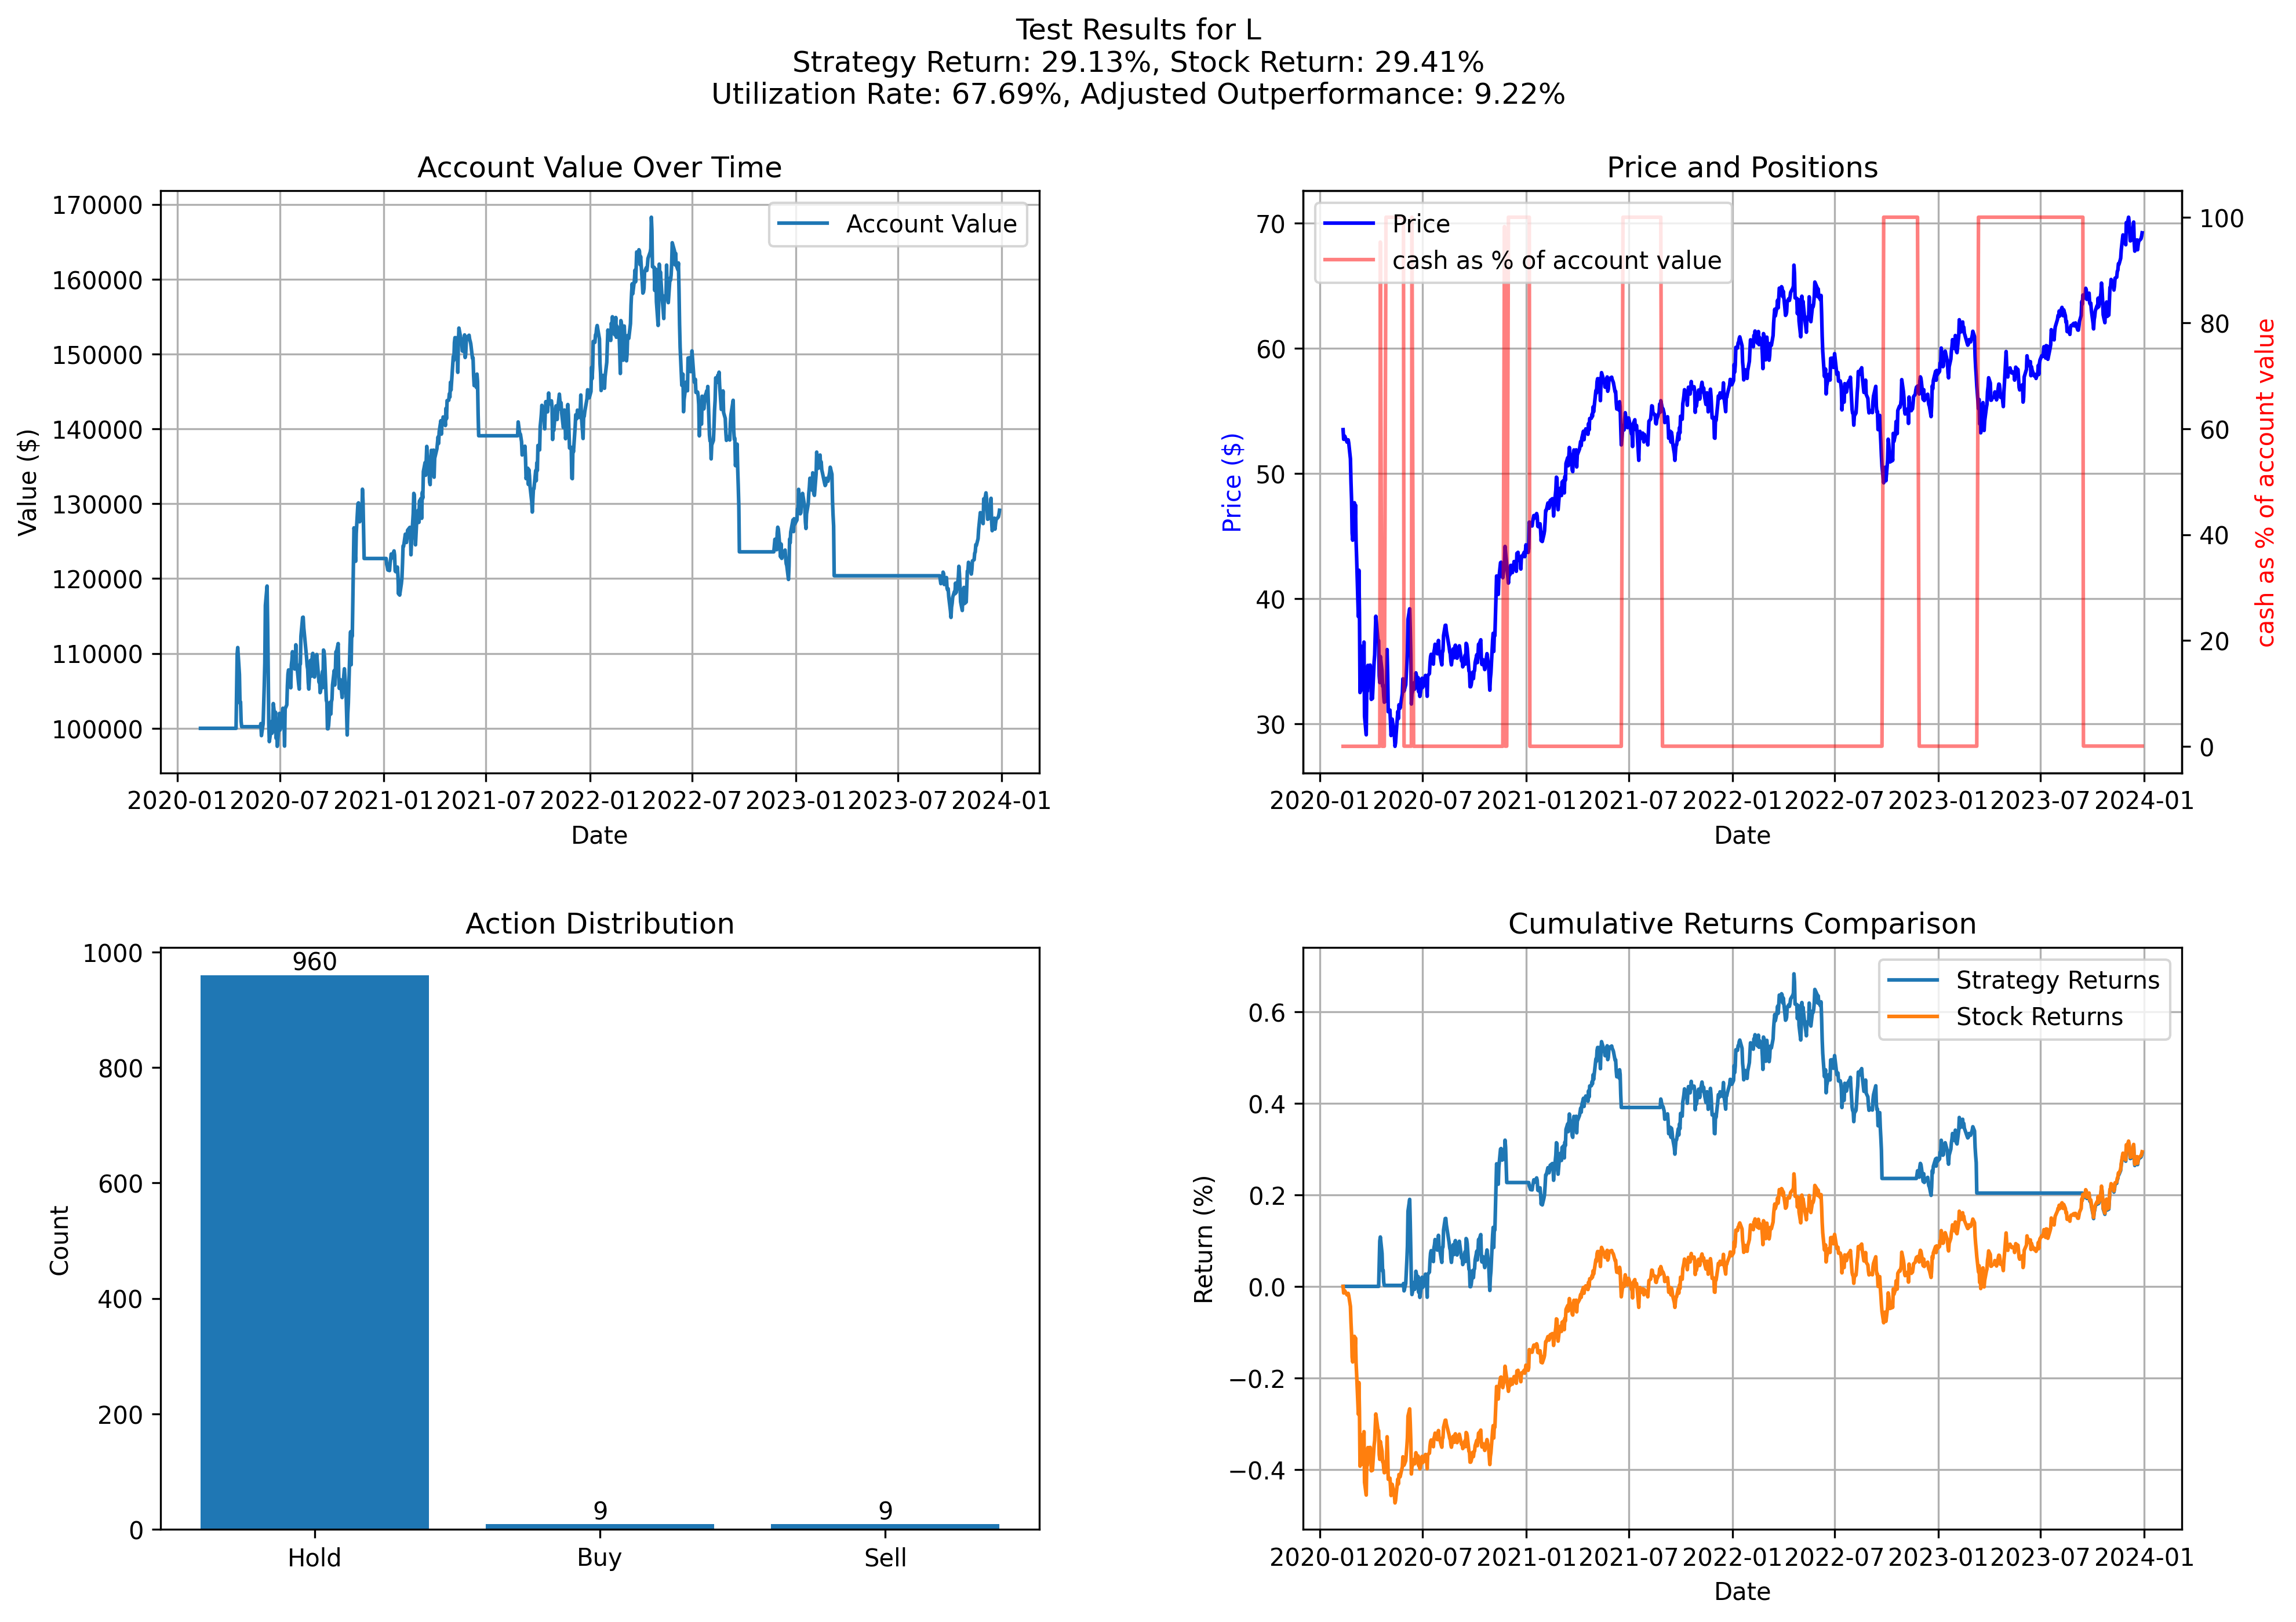 Test Results for L
Strategy Return: 29.13%, Stock Return: 29.41%
Utilization Rate: 67.69%, Adjusted Outperformance: 9.22%
Account Value Over Time
170000
160000
150000
140000
130000
120000
110000
100000
Value ($)
Account Value
2020-01
2020-07
2021-01
2021-07
2022-01
2022-07
2023-01
2023-07
2024-01
Date
Price and Positions
70
60
50
40
30
Price ($)
Price
cash as % of account value
100
80
60
40
20
0
cash as % of account value
2020-01
2020-07
2021-01
2021-07
2022-01
2022-07
2023-01
2023-07
2024-01
Date
Action Distribution
1000
800
600
400
200
0
Count
960
9
9
Hold
Buy
Sell
Cumulative Returns Comparison
0.6
0.4
0.2
0.0
−0.2
−0.4
Return (%)
Strategy Returns
Stock Returns
2020-01
2020-07
2021-01
2021-07
2022-01
2022-07
2023-01
2023-07
2024-01
Date